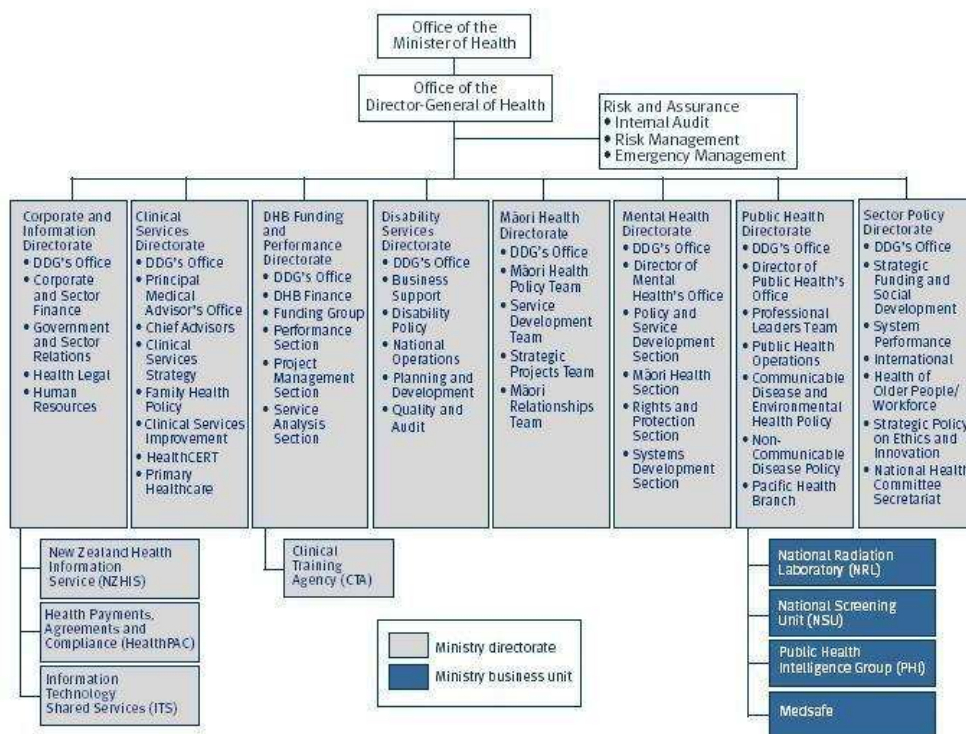 Office of the
Minister of Health
Office of the
Director-General of Health
Risk and Assurance
• Internal Audit
• Risk Management
• Emergency Management
Corporate and
Information
Directorate
• DDG's Office
• Corporate
and Sector
Finance
• Government
and Sector
Relations
• Health Legal
• Human
Resources
Clinical
Services
Directorate
• DDG's Office
• Principal
Medical
Advisor's Office
• Chief Advisors
• Clinical
Services
Strategy
• Family Health
Policy
• Clinical Services
Improvement
• HealthCERT
• Primary
Healthcare
DHB Funding
and
Performance
Directorate
• DDG's Office
• DHB Finance
• Funding Group
• Performance
Section
• Project
Management
Section
• Service
Analysis
Section
Disability
Services
Directorate
• DDG's Office
• Business
Support
• Disability
Policy
• National
Operations
• Planning and
Development
• Quality and
Audit
Māori Health
Directorate
• DDG's Office
• Māori Health
Policy Team
• Service
Development
Team
• Strategic
Projects Team
• Māori
Relationships
Team
Mental Health
Directorate
• DDG's Office
• Director of
Mental
Health's Office
• Policy and
Service
Development
Section
• Māori Health
Section
• Rights and
Protection
Section
• Systems
Development
Section
Public Health
Directorate
• DDG's Office
• Director of
Public Health's
Office
• Professional
Leaders Team
• Public Health
Operations
• Communicable
Disease and
Environmental
Health Policy
• Non-
Communicable
Disease Policy
• Pacific Health
Branch
Sector Policy
Directorate
• DDG's Office
• Strategic
Funding and
Social
Development
• System
Performance
• International
• Health of
Older People/
Workforce
• Strategic Policy
on Ethics and
Innovation
• National Health
Committee
Secretariat
New Zealand Health
Information
Service (NZHIS)
Health Payments,
Agreements and
Compliance (HealthPAC)
Information
Technology
Shared Services (ITS)
Clinical
Training
Agency (CTA)
National Radiation
Laboratory (NRL)
National Screening
Unit (NSU)
Public Health
Intelligence Group (PHI)
Medsafe
Ministry directorate
Ministry business unit